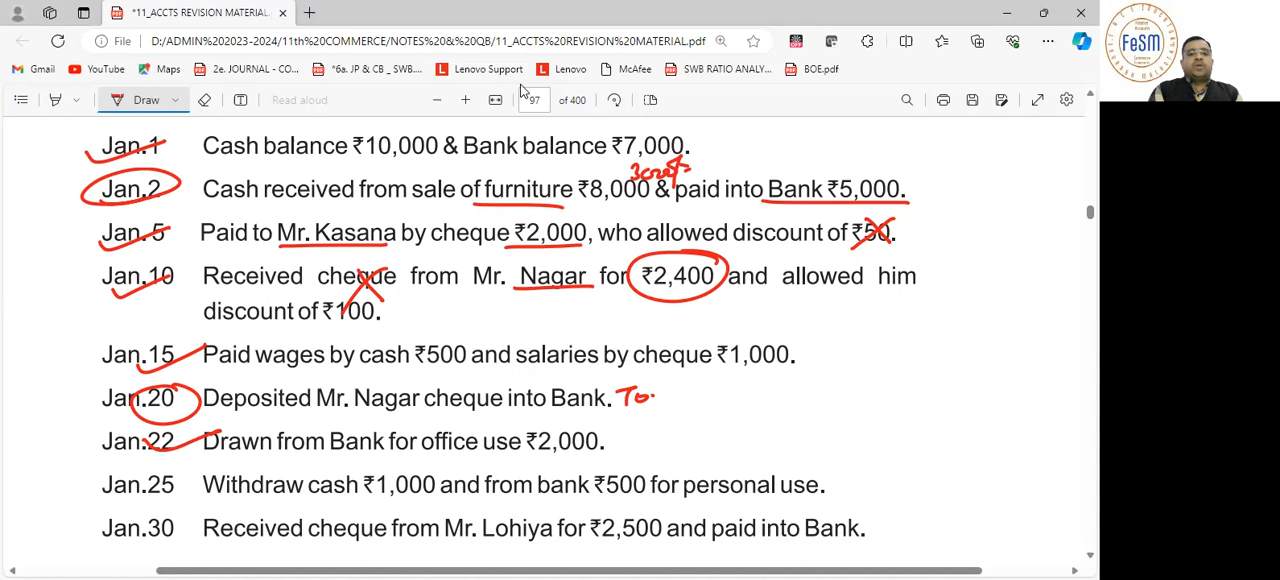 *11_ACCTS REVISION MATERIAL.
File
D:/ADMIN%202023-2024/11th%20COMMERCE/NOTES%20&%20QB/11_ACCTS%20REVISION%20MATERIAL.pdf
Gmail YouTube Maps 2e. JOURNAL - CO... *6a. JP & CB _ SWB.... Lenovo Support Lenovo McAfee SWB RATIO ANALY... BOE.pdf
Draw Read aloud 97 of 400
Jan.1 Cash balance ₹10,000 & Bank balance ₹7,000.
Jan.2 Cash received from sale of furniture ₹8,000 & paid into Bank ₹5,000.
Jan.5 Paid to Mr. Kasana by cheque ₹2,000, who allowed discount of ₹50.
Jan.10 Received cheque from Mr. Nagar for ₹2,400 and allowed him
discount of ₹100.
Jan.15 Paid wages by cash ₹500 and salaries by cheque ₹1,000.
Jan.20 Deposited Mr. Nagar cheque into Bank. To.
Jan.22 Drawn from Bank for office use ₹2,000.
Jan.25 Withdraw cash ₹1,000 and from bank ₹500 for personal use.
Jan.30 Received cheque from Mr. Lohiya for ₹2,500 and paid into Bank.
FeSM